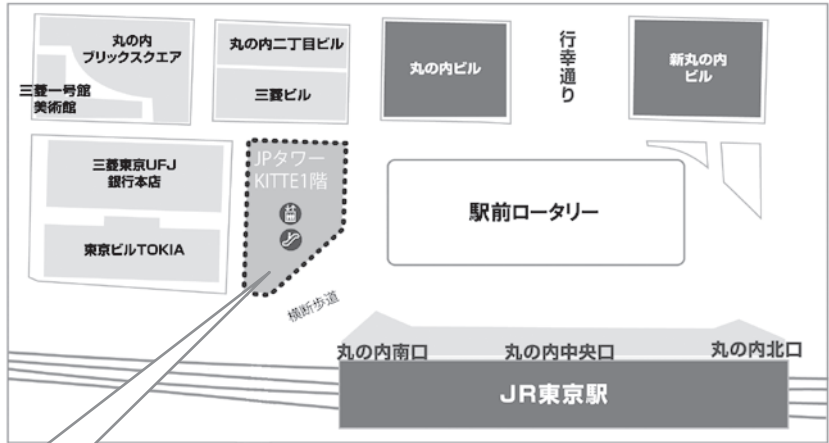 丸の内
ブリックスクエア
三菱一号館
美術館
丸の内二丁目ビル
三菱ビル
丸の内ビル
行幸通り
新丸の内
ビル
三菱東京UFJ
銀行本店
東京ビルTOKIA
JPタワー
KITTE1階
駅前ロータリー
横断歩道
丸の内南口
丸の内中央口
丸の内北口
JR東京駅